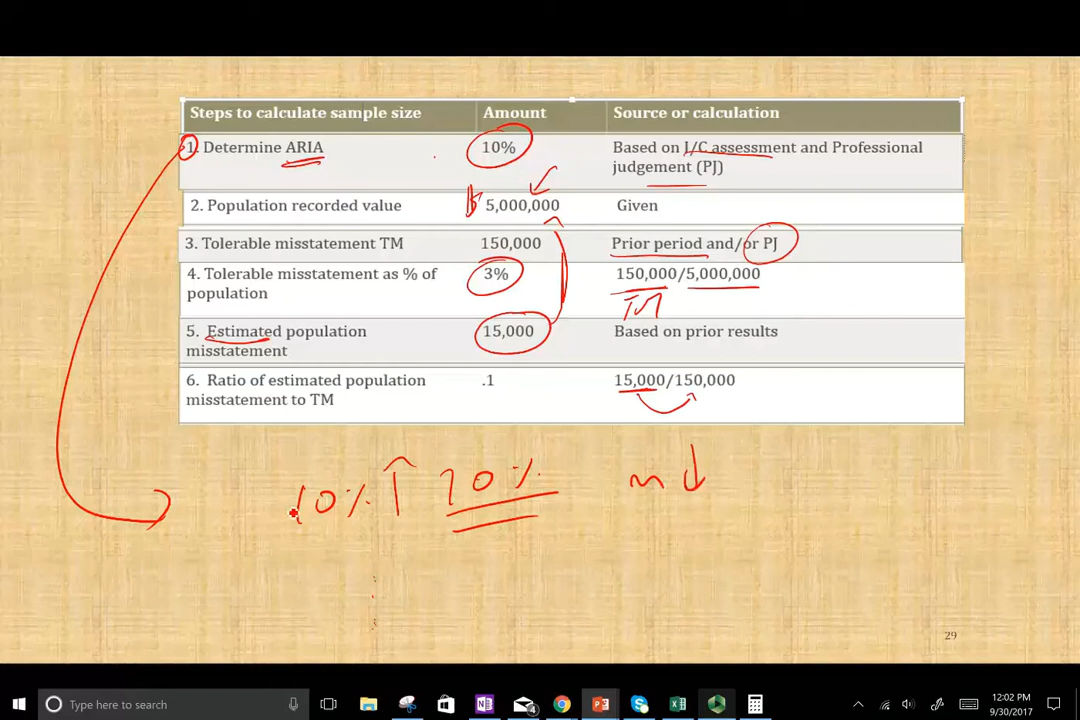 Steps to calculate sample size Amount Source or calculation
1. Determine ARIA 10% Based on I/C assessment and Professional
judgement (PJ)
2. Population recorded value $ 5,000,000 Given
3. Tolerable misstatement TM 150,000 Prior period and/or PJ
4. Tolerable misstatement as % of 3% 150,000/5,000,000
population TM
5. Estimated population 15,000 Based on prior results
misstatement
6. Ratio of estimated population .1 15,000/150,000
misstatement to TM
10% ↑ 20% n ↓
29
Type here to search
4
12:02 PM
9/30/2017